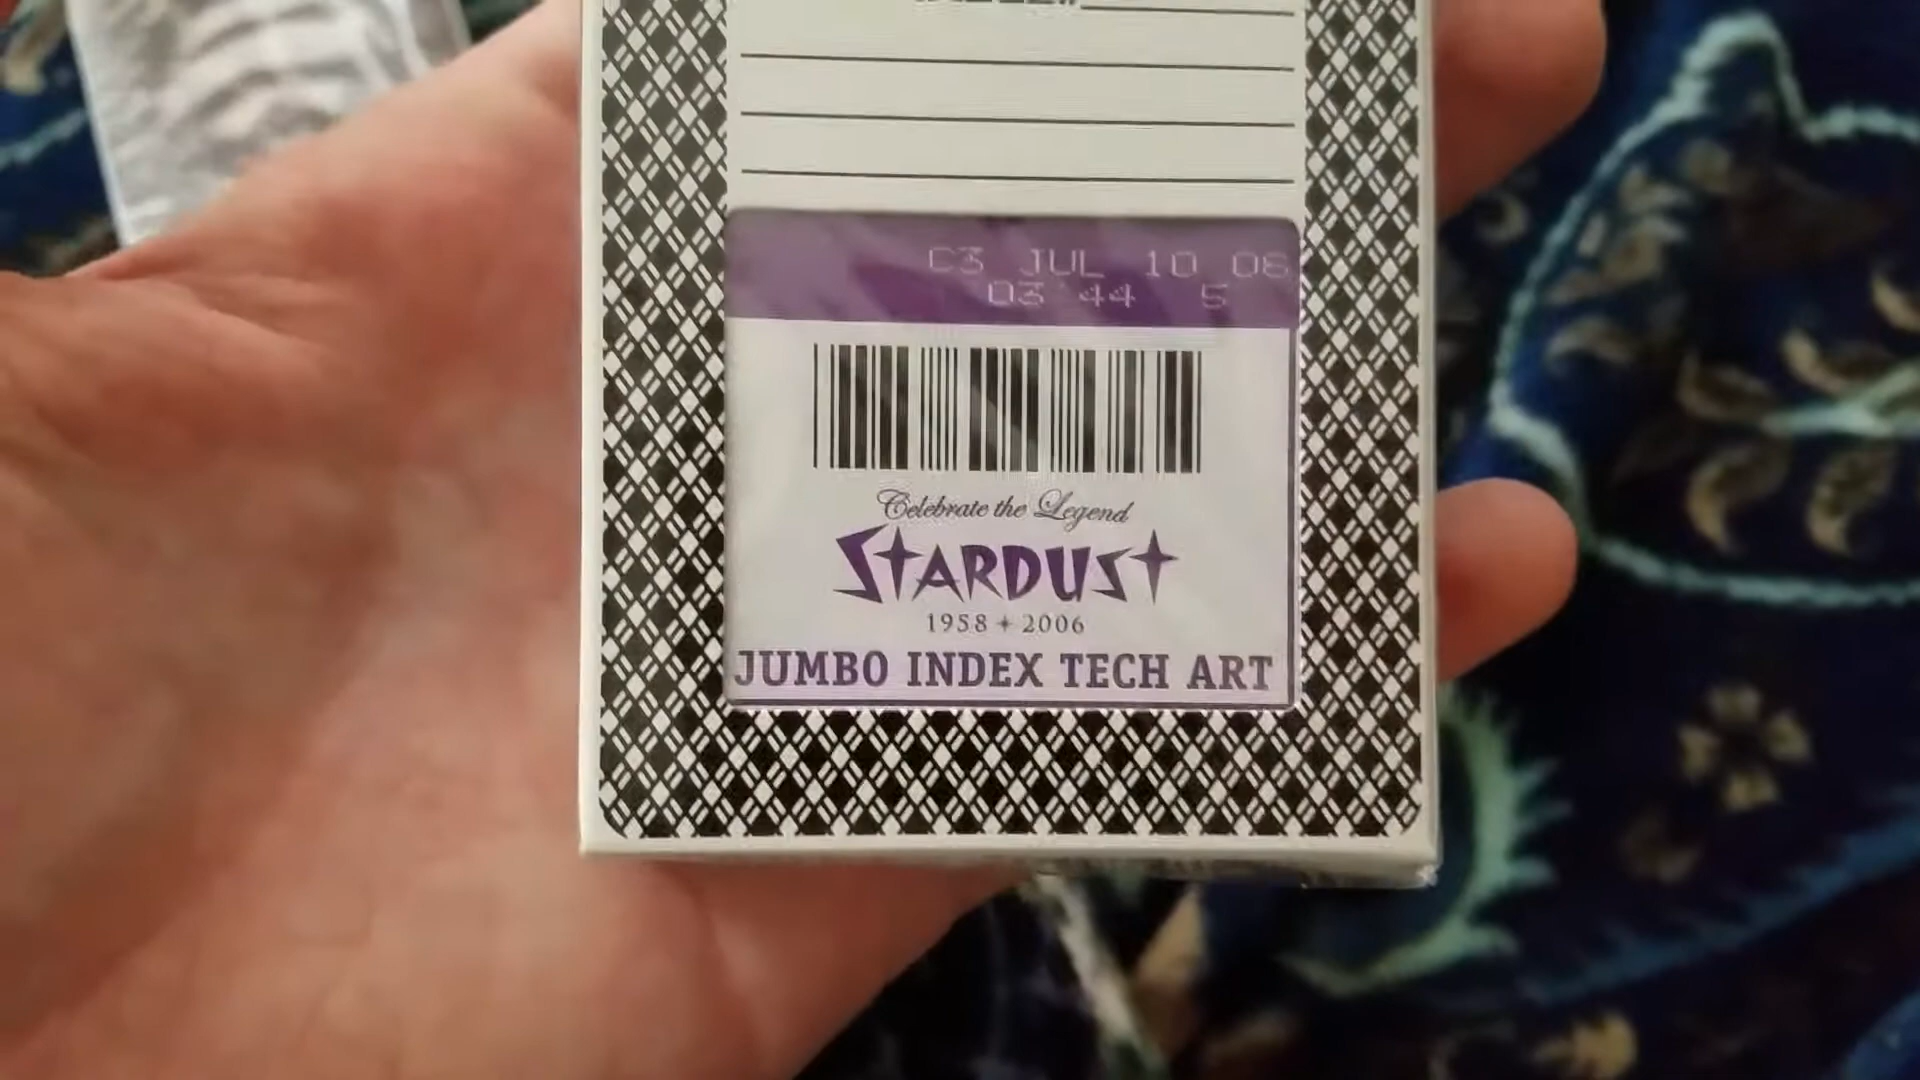 C3 JUL 10 06
03 44 5
Celebrate the Legend
STARDUST
1958 + 2006
JUMBO INDEX TECH ART